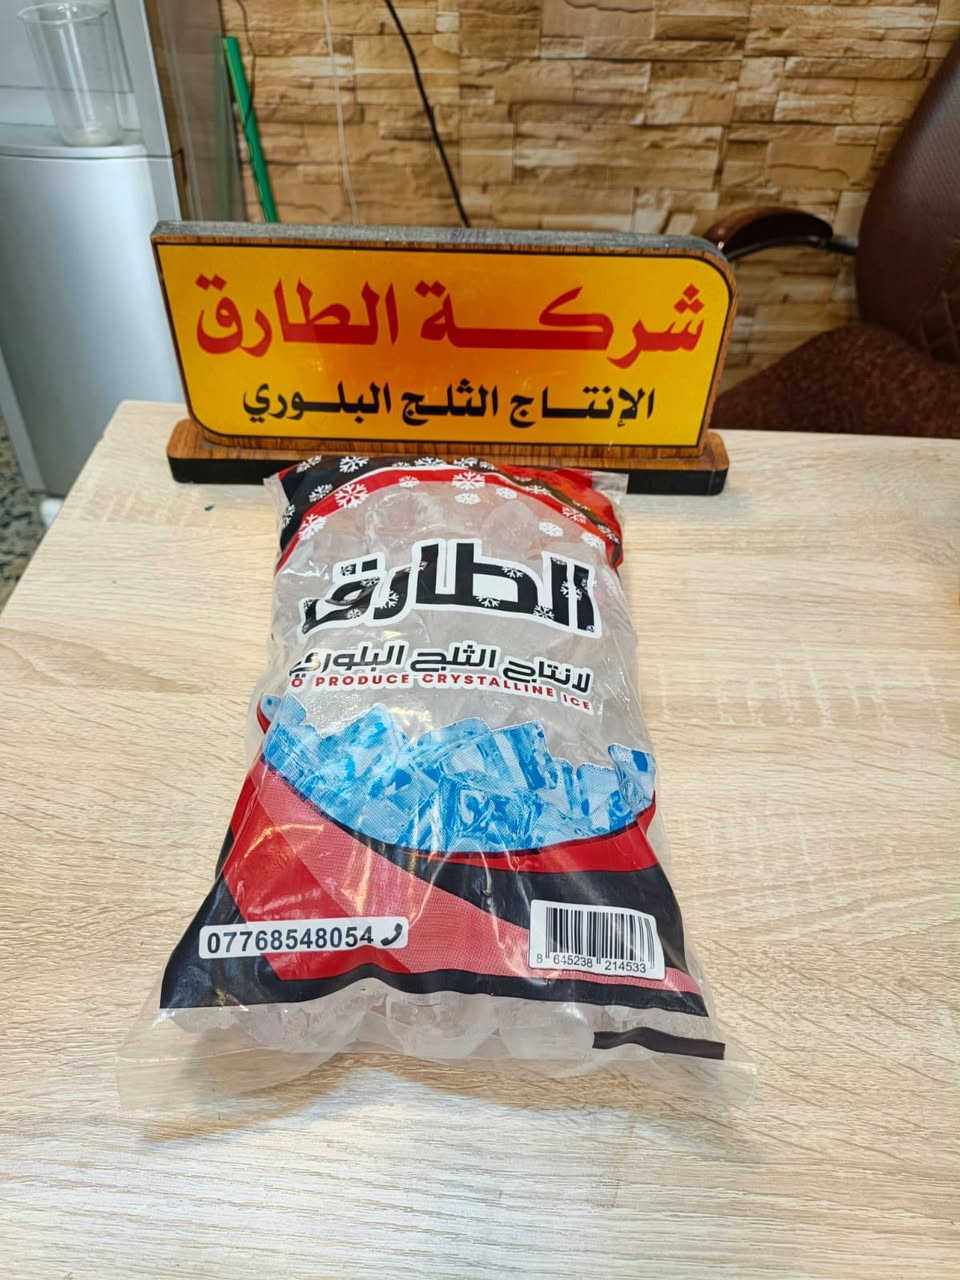 شركة الطارق
الإنتاج الثلج البلوري
الطارق
لانتاج الثلج البلوري
PRODUCE CRYSTALLINE ICE
07768548054
8 645238 214533